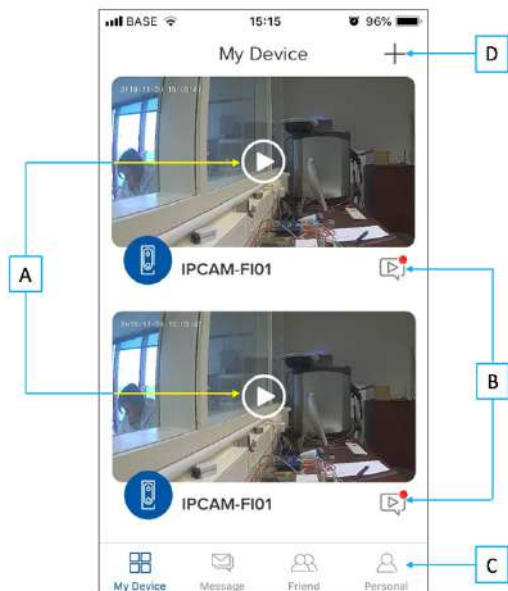 BASE 15:15 96%
My Device
D
IPCAM-FI01
A
B
IPCAM-FI01
C
My Device Message Friend Personal